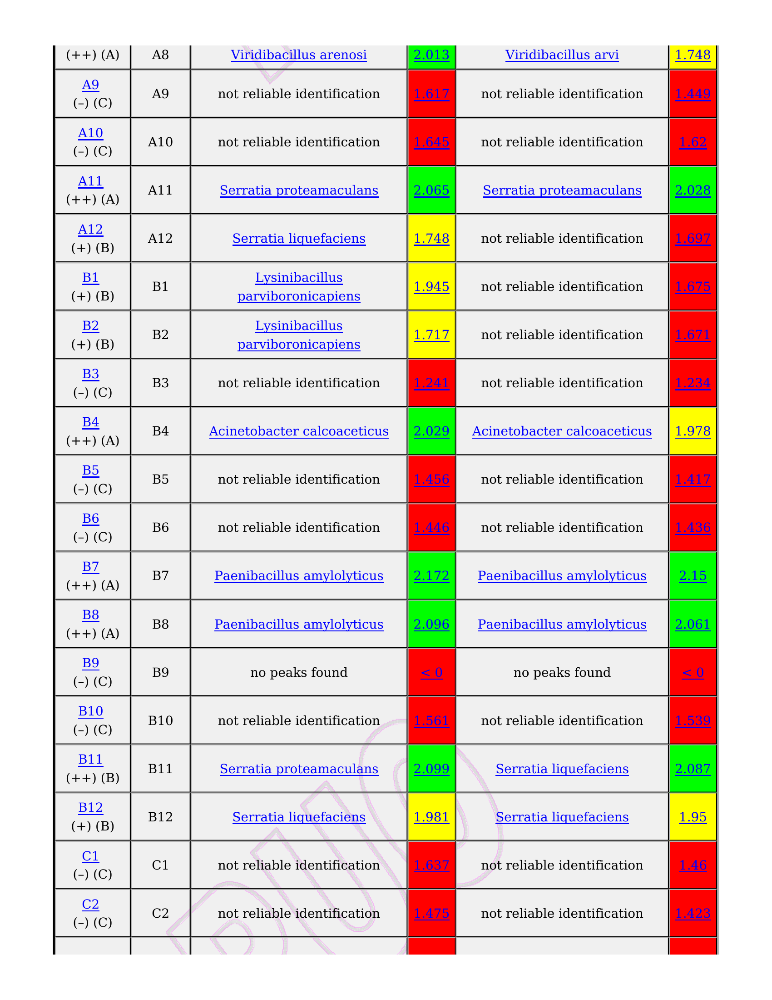 (++) (A) A8 Viridibacillus arenosi 2.013 Viridibacillus arvi 1.748
A9
(–) (C) A9 not reliable identification 1.617 not reliable identification 1.449
A10
(–) (C) A10 not reliable identification 1.645 not reliable identification 1.62
A11
(++) (A) A11 Serratia proteamaculans 2.065 Serratia proteamaculans 2.028
A12
(+) (B) A12 Serratia liquefaciens 1.748 not reliable identification 1.697
B1
(+) (B) B1 Lysinibacillus
parviboronicapiens 1.945 not reliable identification 1.675
B2
(+) (B) B2 Lysinibacillus
parviboronicapiens 1.717 not reliable identification 1.671
B3
(–) (C) B3 not reliable identification 1.241 not reliable identification 1.234
B4
(++) (A) B4 Acinetobacter calcoaceticus 2.029 Acinetobacter calcoaceticus 1.978
B5
(–) (C) B5 not reliable identification 1.456 not reliable identification 1.417
B6
(–) (C) B6 not reliable identification 1.446 not reliable identification 1.436
B7
(++) (A) B7 Paenibacillus amylolyticus 2.172 Paenibacillus amylolyticus 2.15
B8
(++) (A) B8 Paenibacillus amylolyticus 2.096 Paenibacillus amylolyticus 2.061
B9
(–) (C) B9 no peaks found < 0 no peaks found < 0
B10
(–) (C) B10 not reliable identification 1.561 not reliable identification 1.539
B11
(++) (B) B11 Serratia proteamaculans 2.099 Serratia liquefaciens 2.087
B12
(+) (B) B12 Serratia liquefaciens 1.981 Serratia liquefaciens 1.95
C1
(–) (C) C1 not reliable identification 1.637 not reliable identification 1.46
C2
(–) (C) C2 not reliable identification 1.475 not reliable identification 1.423